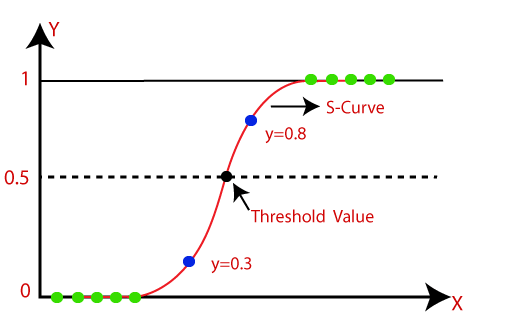 Y
1
S-Curve
y=0.8
0.5
Threshold Value
y=0.3
0
X